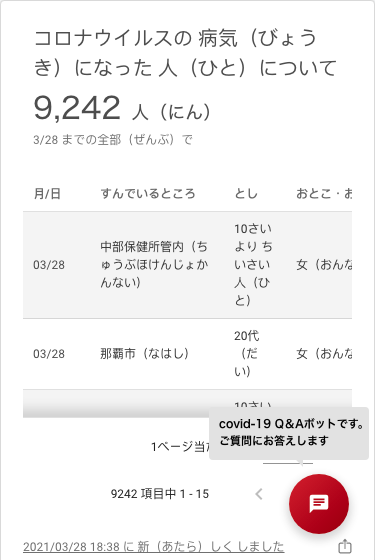 コロナウイルスの 病気（びょう
き）になった 人（ひと）について
9,242 人（にん）
3/28 までの全部（ぜんぶ）で
月/日 すんでいるところ とし おとこ・お
03/28 中部保健所管内（ち
ゅうぶほけんじょか
んない） 10さい
より ち
いさい
人（ひ
と） 女（おんな
03/28 那覇市（なはし） 20代
（だ
い） 女（おんな
10さい
covid-19 Q&Aボットです。
ご質問にお答えします
1ページ当た
9242 項目中 1 - 15
2021/03/28 18:38 に 新（あたら）しく しました